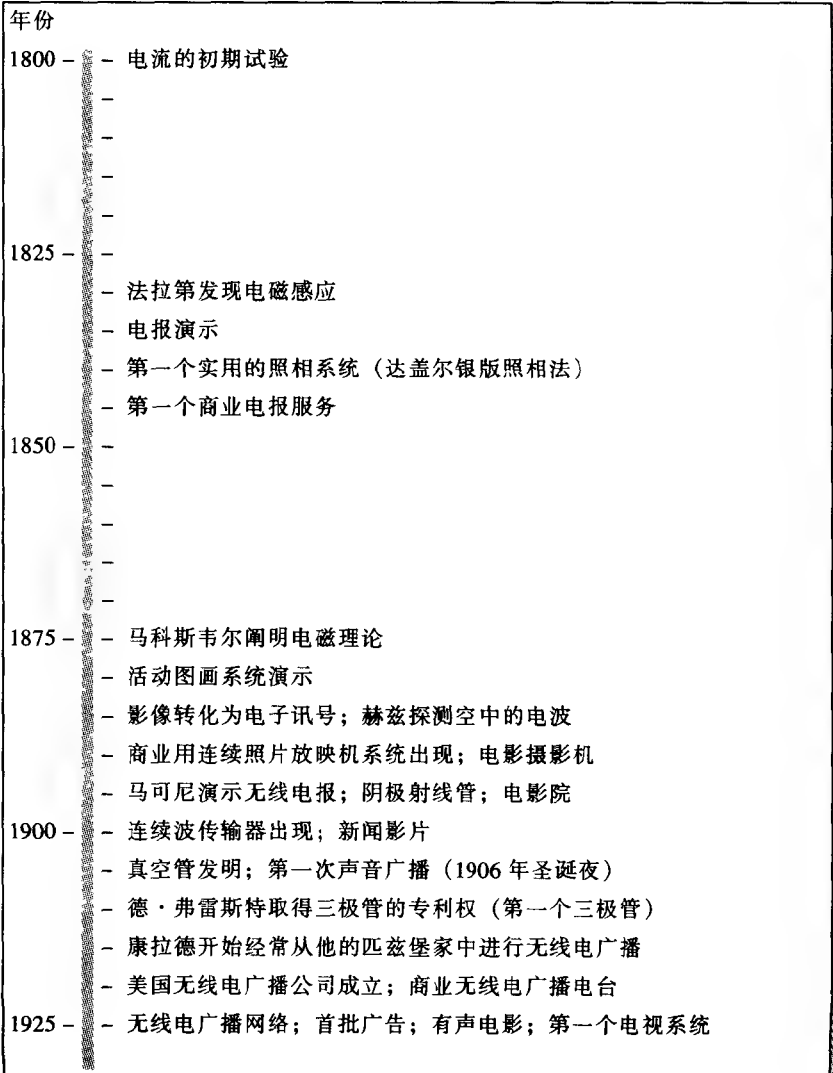 年份
1800 – – 电流的初期试验
–
–
–
–
1825 – –
– 法拉第发现电磁感应
– 电报演示
– 第一个实用的照相系统（达盖尔银版照相法）
– 第一个商业电报服务
1850 – –
–
–
–
–
1875 – – 马科斯韦尔阐明电磁理论
– 活动图画系统演示
– 影像转化为电子讯号；赫兹探测空中的电波
– 商业用连续照片放映机系统出现；电影摄影机
– 马可尼演示无线电报；阴极射线管；电影院
1900 – – 连续波传输器出现；新闻影片
– 真空管发明；第一次声音广播（1906 年圣诞夜）
– 德·弗雷斯特取得三极管的专利权（第一个三极管）
– 康拉德开始经常从他的匹兹堡家中进行无线电广播
– 美国无线电广播公司成立；商业无线电广播电台
1925 – – 无线电广播网络；首批广告；有声电影；第一个电视系统